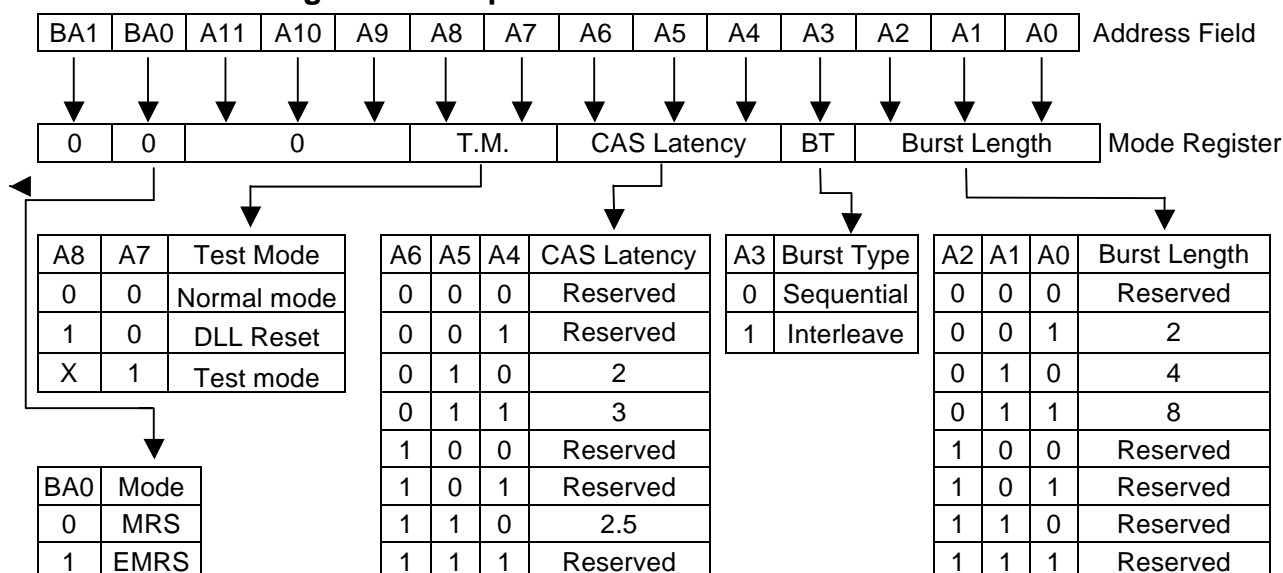 BA1 BA0 A11 A10 A9 A8 A7 A6 A5 A4 A3 A2 A1 A0 Address Field
0 0 0 T.M. CAS Latency BT Burst Length Mode Register
A8 A7 Test Mode
0 0 Normal mode
1 0 DLL Reset
X 1 Test mode
BA0 Mode
0 MRS
1 EMRS
A6 A5 A4 CAS Latency
0 0 0 Reserved
0 0 1 Reserved
0 1 0 2
0 1 1 3
1 0 0 Reserved
1 0 1 Reserved
1 1 0 2.5
1 1 1 Reserved
A3 Burst Type
0 Sequential
1 Interleave
A2 A1 A0 Burst Length
0 0 0 Reserved
0 0 1 2
0 1 0 4
0 1 1 8
1 0 0 Reserved
1 0 1 Reserved
1 1 0 Reserved
1 1 1 Reserved